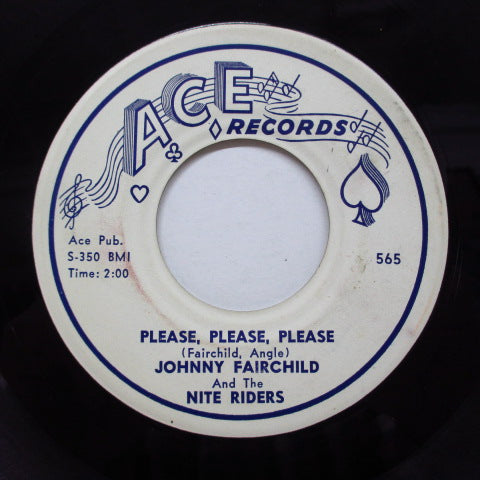 ACE
RECORDS
Ace Pub.
S-350 BMI
Time: 2:00
565
PLEASE, PLEASE, PLEASE
(Fairchild, Angle)
JOHNNY FAIRCHILD
And The
NITE RIDERS